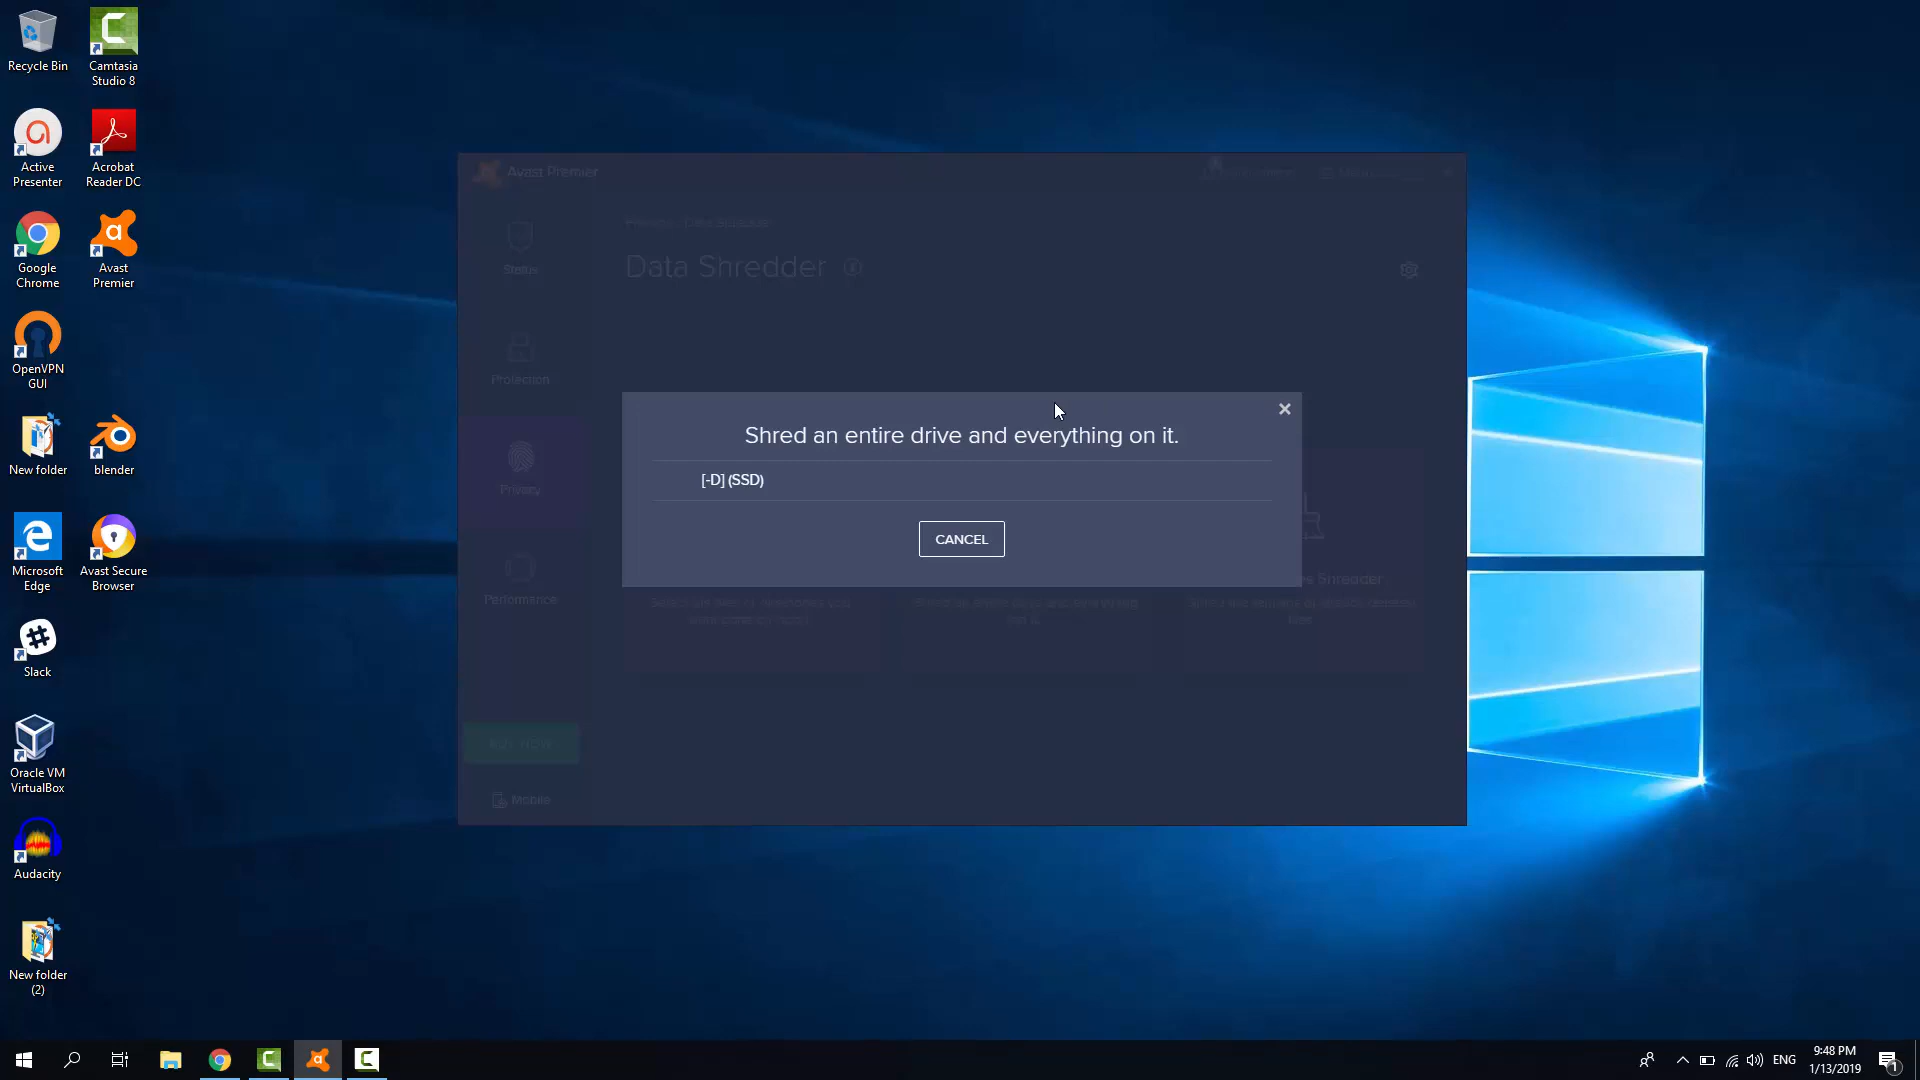 Recycle Bin
Camtasia
Studio 8
Active
Presenter
Acrobat
Reader DC
Google
Chrome
Avast
Premier
OpenVPN
GUI
New folder
blender
Microsoft
Edge
Avast Secure
Browser
Slack
Oracle VM
VirtualBox
Audacity
New folder
(2)
Avast Premier
Status
Protection
Privacy
Performance
Mobile
Data Shredder
Shred an entire drive and everything on it.
[-D] (SSD)
CANCEL
Shredder
ENG
9:48 PM
1/13/2019
1